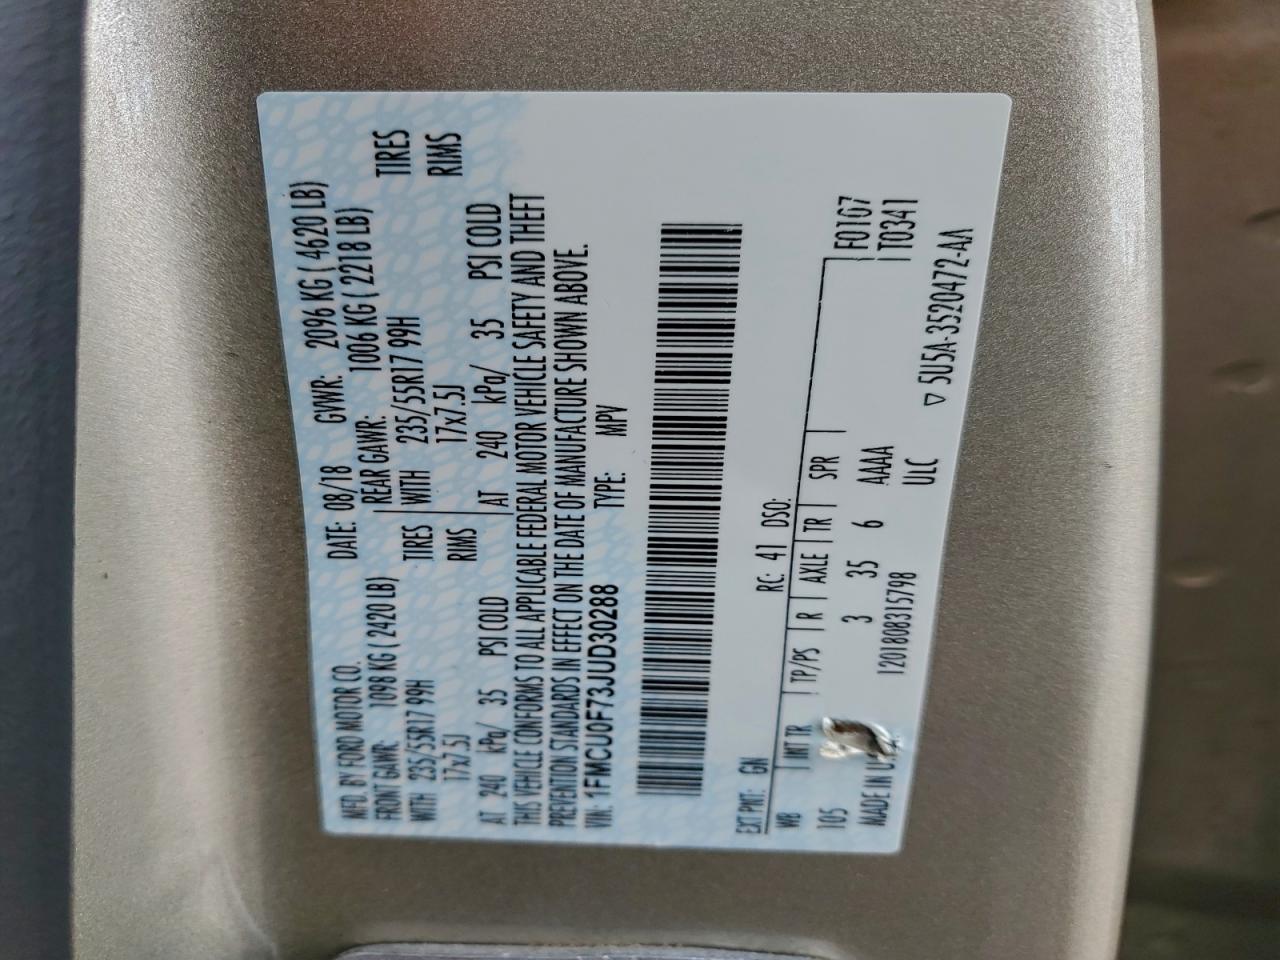 MFD. BY FORD MOTOR CO.
DATE: 08/18 GVWR: 2096 KG ( 4620 LB)
FRONT GAWR: 1098 KG ( 2420 LB) REAR GAWR: 1006 KG ( 2218 LB)
WITH 235/55R17 99H TIRES WITH 235/55R17 99H TIRES
17x7.5J RIMS 17x7.5J RIMS
AT 240 kPa/ 35 PSI COLD AT 240 kPa/ 35 PSI COLD
THIS VEHICLE CONFORMS TO ALL APPLICABLE FEDERAL MOTOR VEHICLE SAFETY AND THEFT
PREVENTION STANDARDS IN EFFECT ON THE DATE OF MANUFACTURE SHOWN ABOVE.
VIN: 1FMCU0F73JUD30288 TYPE: MPV
EXT PNT: GN RC: 41 DSO:
WB INT TR TP/PS R AXLE TR SPR F0107
105 3 35 6 AAAA T0341
MADE IN 1201808315798 ULC
▽ 5U5A-3520472-AA